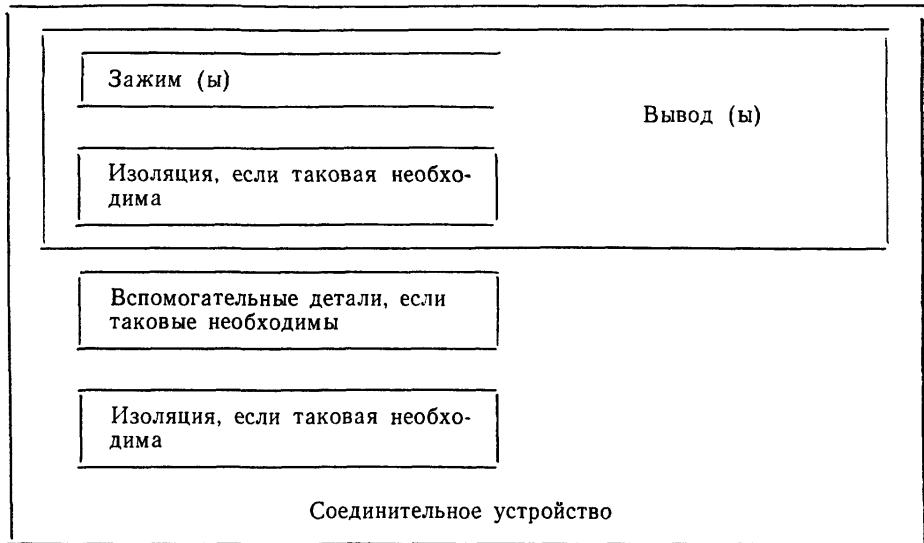 Зажим (ы)
Вывод (ы)
Изоляция, если таковая необхо-
дима
Вспомогательные детали, если
таковые необходимы
Изоляция, если таковая необхо-
дима
Соединительное устройство